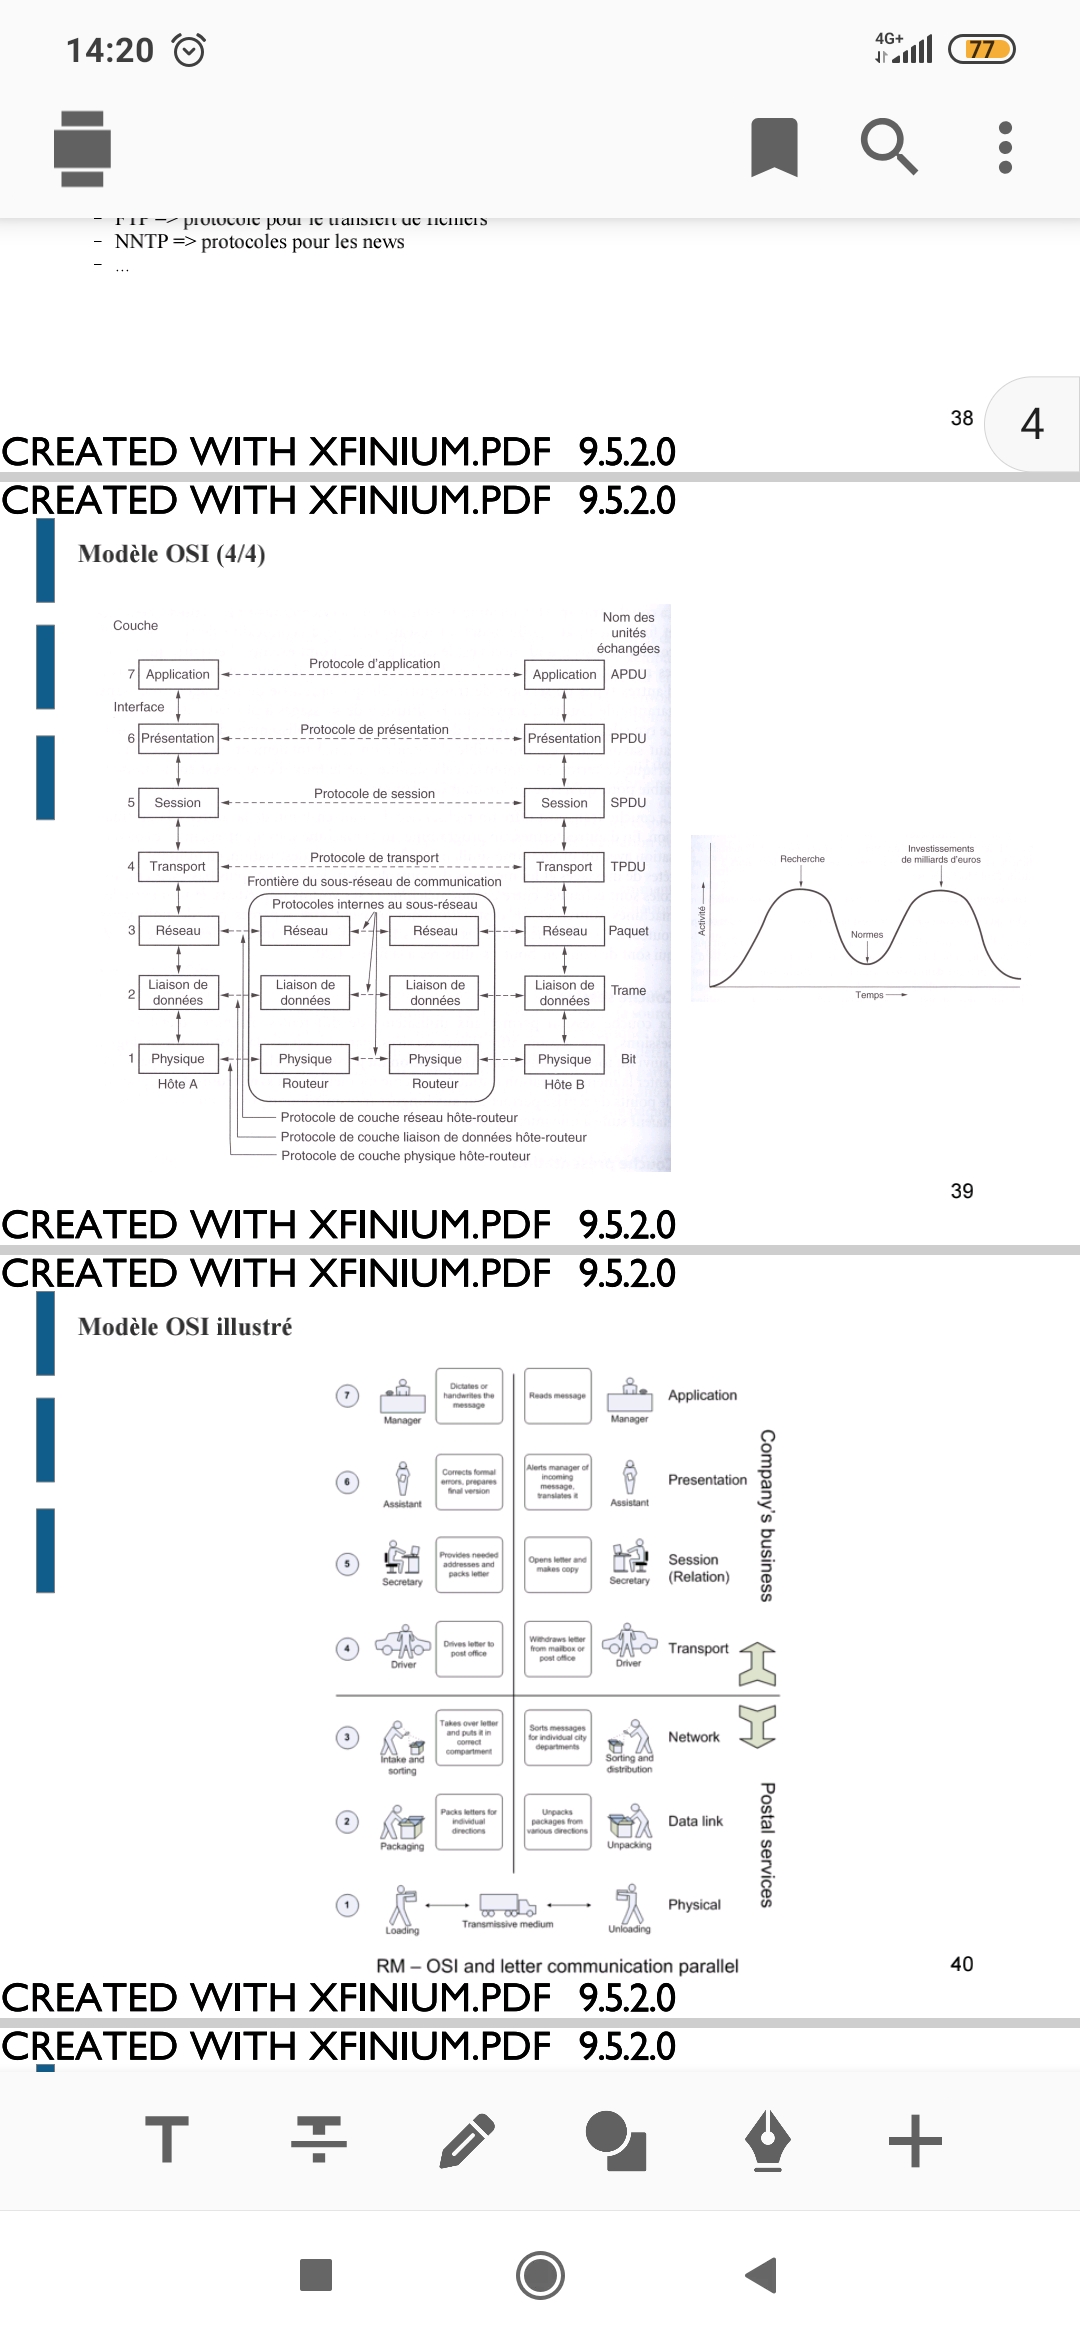 14:20
4G+
77
FTP => protocole pour le transfert de fichiers
– NNTP => protocoles pour les news
– ...
38
4
CREATED WITH XFINIUM.PDF 9.5.2.0
CREATED WITH XFINIUM.PDF 9.5.2.0
Modèle OSI (4/4)
Couche
Nom des
unités
échangées
7 Application
Protocole d'application
Application APDU
Interface
6 Présentation
Protocole de présentation
Présentation PPDU
5 Session
Protocole de session
Session SPDU
4 Transport
Protocole de transport
Transport TPDU
Frontière du sous-réseau de communication
Protocoles internes au sous-réseau
3 Réseau
Réseau
Réseau
Réseau Paquet
2 Liaison de
données
Liaison de
données
Liaison de
données
Liaison de
données
Trame
1 Physique
Physique
Physique
Physique
Bit
Hôte A
Routeur
Routeur
Hôte B
Protocole de couche réseau hôte-routeur
Protocole de couche liaison de données hôte-routeur
Protocole de couche physique hôte-routeur
Recherche
Investissements
de milliards d'euros
Activité
Normes
Temps
39
CREATED WITH XFINIUM.PDF 9.5.2.0
CREATED WITH XFINIUM.PDF 9.5.2.0
Modèle OSI illustré
7
Manager
Dictates or
handwrites the
message
Reads message
Manager
Application
6
Assistant
Corrects formal
errors, prepares
final version
Alerts manager of
incoming
message,
translates it
Assistant
Presentation
5
Secretary
Provides needed
addresses and
packs letter
Opens letter and
makes copy
Secretary
Session
(Relation)
4
Driver
Drives letter to
post office
Withdraws letter
from mailbox or
post office
Driver
Transport
Company's business
3
Intake and
sorting
Takes over letter
and puts it in
correct
compartment
Sorts messages
for individual city
departments
Sorting and
distribution
Network
2
Packaging
Packs letters for
individual
directions
Unpacks
packages from
various directions
Unpacking
Data link
1
Loading
Transmissive medium
Unloading
Physical
Postal services
RM – OSI and letter communication parallel
40
CREATED WITH XFINIUM.PDF 9.5.2.0
CREATED WITH XFINIUM.PDF 9.5.2.0
T
T